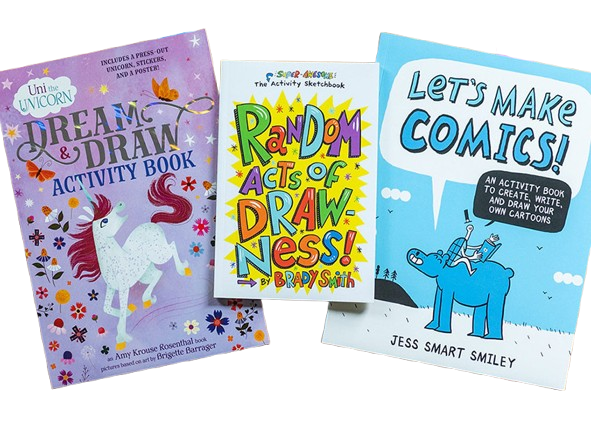 INCLUDES A PRESS-OUT
UNICORN, STICKERS,
AND A POSTER!
Uni the
UNICORN
DREAM
& DRAW
ACTIVITY BOOK
an Amy Krouse Rosenthal book
pictures based on art by Brigette Barrager
SUPER-AWESOME
The Activity Sketchbook
RANDOM
ACTS OF
DRAW-
NESS!
BY BRADY SMITH
LET'S MAKE
COMICS!
AN ACTIVITY BOOK
TO CREATE, WRITE,
AND DRAW YOUR
OWN CARTOONS
JESS SMART SMILEY